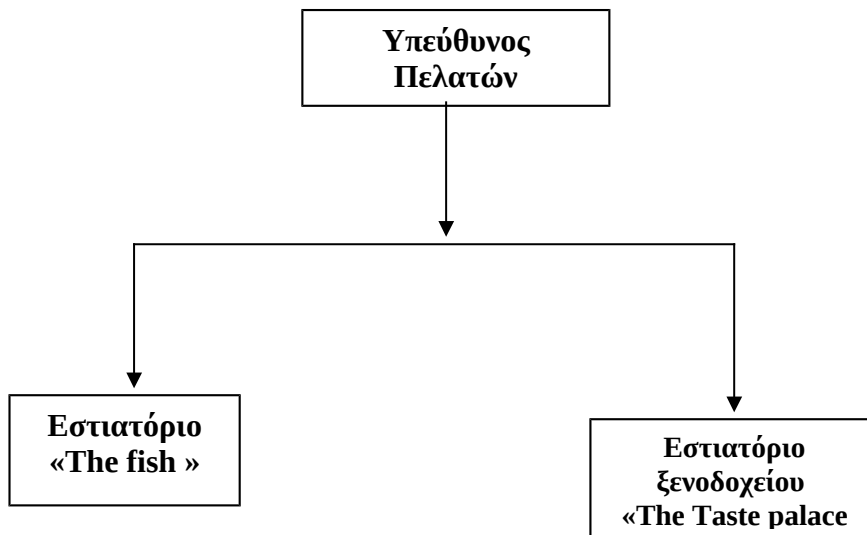 Υπεύθυνος
Πελατών
Εστιατόριο
«The fish »
Εστιατόριο
ξενοδοχείου
«The Taste palace